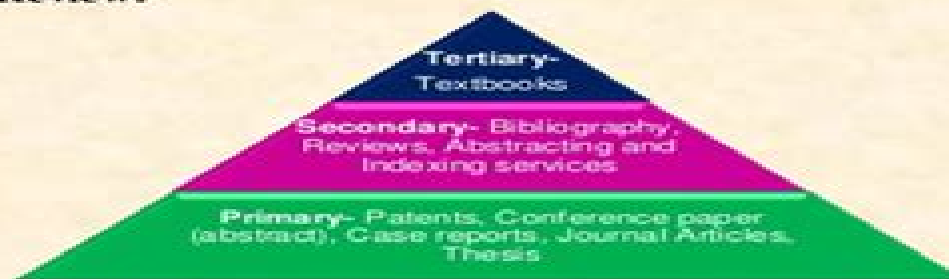 Tertiary-
Textbooks
Secondary- Bibliography,
Reviews, Abstracting and
Indexing services
Primary- Patents, Conference paper
(abstract), Case reports, Journal Articles,
Thesis